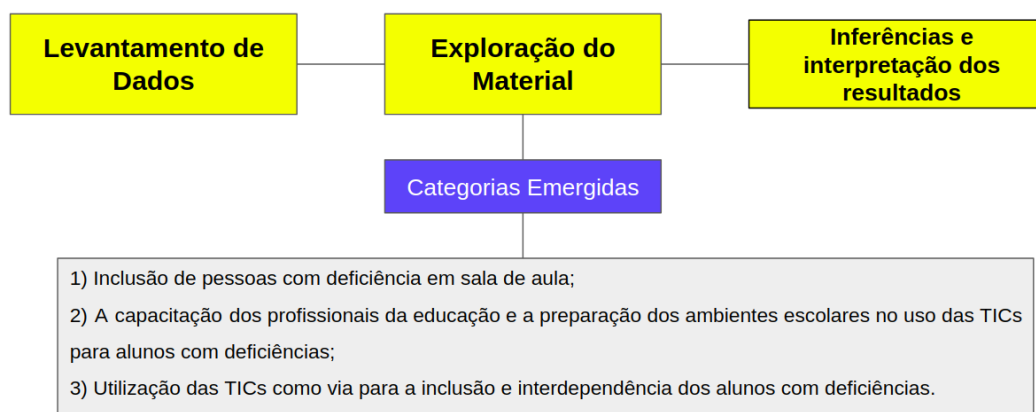 Levantamento de
Dados
Exploração do
Material
Inferências e
interpretação dos
resultados
Categorias Emergidas
1) Inclusão de pessoas com deficiência em sala de aula;
2) A capacitação dos profissionais da educação e a preparação dos ambientes escolares no uso das TICs
para alunos com deficiências;
3) Utilização das TICs como via para a inclusão e interdependência dos alunos com deficiências.